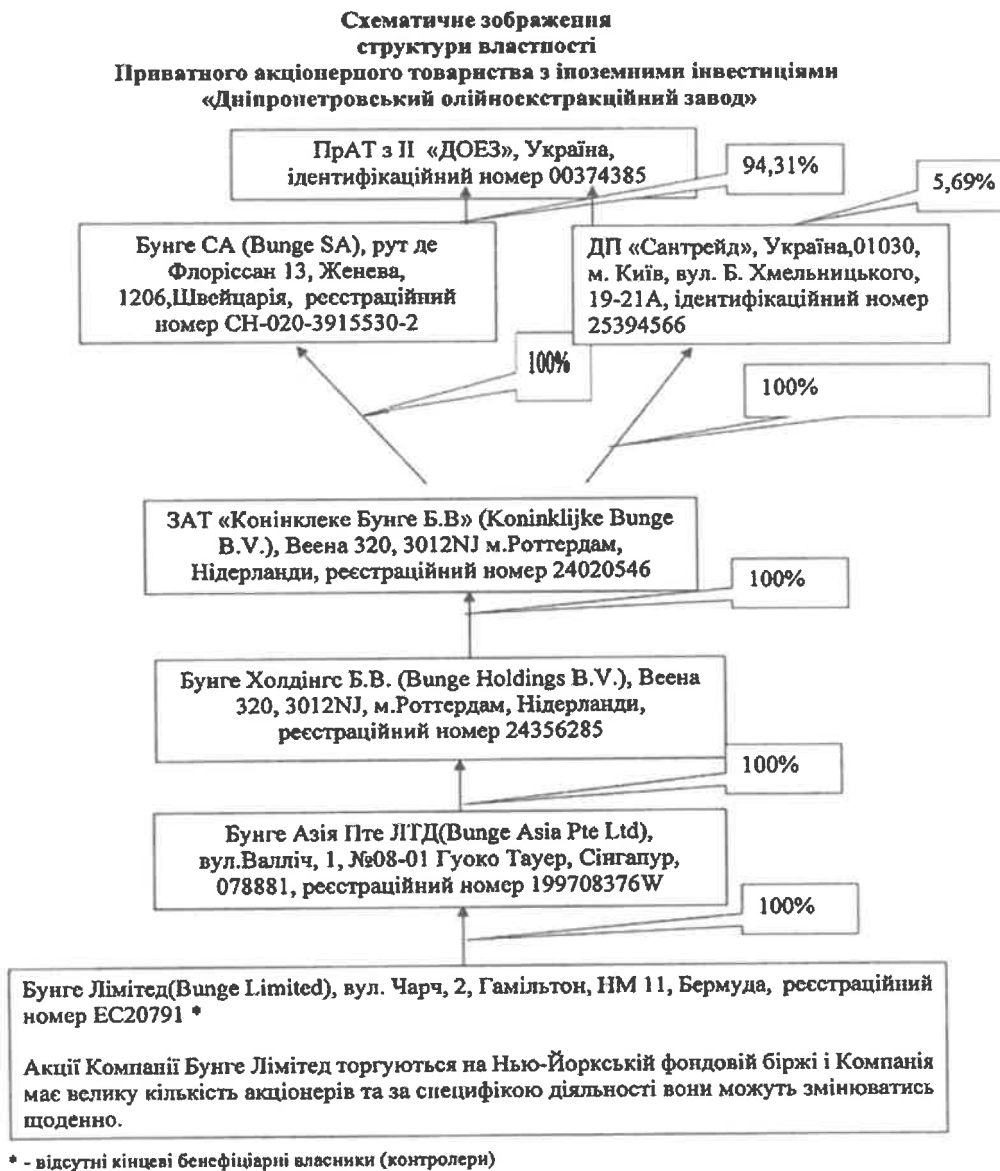 Схематичне зображення
структури власності
Приватного акціонерного товариства з іноземними інвестиціями
«Дніпропетровський олійноекстракційний завод»
ПрАТ з ІІ «ДОЕЗ», Україна,
ідентифікаційний номер 00374385
94,31%
5,69%
Бунге СА (Bunge SA), рут де
Флоріссан 13, Женева,
1206,Швейцарія, реєстраційний
номер CH-020-3915530-2
ДП «Сантрейд», Україна,01030,
м. Київ, вул. Б. Хмельницького,
19-21А, ідентифікаційний номер
25394566
100%
100%
ЗАТ «Конінклеке Бунге Б.В» (Koninklijke Bunge
B.V.), Веена 320, 3012NJ м.Роттердам,
Нідерланди, реєстраційний номер 24020546
100%
Бунге Холдінгс Б.В. (Bunge Holdings B.V.), Веена
320, 3012NJ, м.Роттердам, Нідерланди,
реєстраційний номер 24356285
100%
Бунге Азія Пте ЛТД(Bunge Asia Pte Ltd),
вул.Валліч, 1, №08-01 Гуоко Тауер, Сінгапур,
078881, реєстраційний номер 199708376W
100%
Бунге Лімітед(Bunge Limited), вул. Чарч, 2, Гамільтон, НМ 11, Бермуда, реєстраційний
номер EC20791 *
Акції Компанії Бунге Лімітед торгуються на Нью-Йоркській фондовій біржі і Компанія
має велику кількість акціонерів та за специфікою діяльності вони можуть змінюватись
щоденно.
* - відсутні кінцеві бенефіціарні власники (контролери)